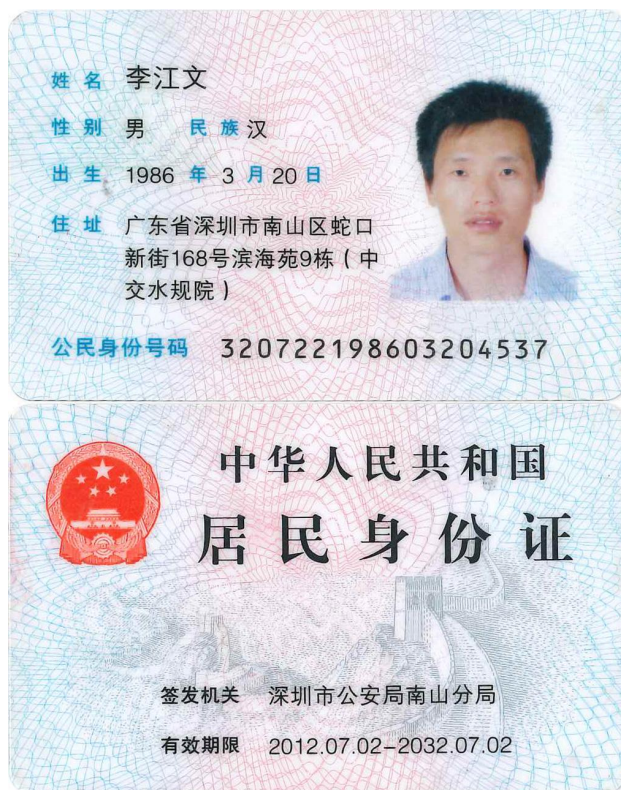 姓名 李江文
性别 男 民族 汉
出生 1986 年 3 月 20 日
住址 广东省深圳市南山区蛇口
新街168号滨海苑9栋（中
交水规院）
公民身份号码 320722198603204537
中华人民共和国
居民身份证
签发机关 深圳市公安局南山分局
有效期限 2012.07.02-2032.07.02